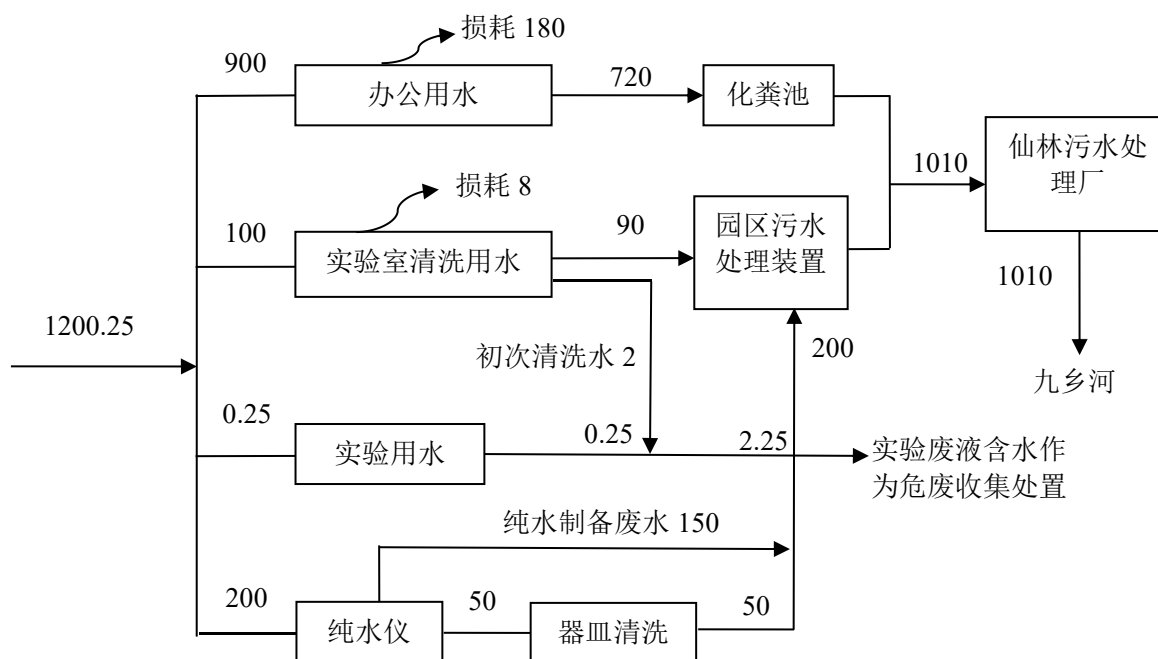 损耗 180
900
办公用水
720
化粪池
1010
仙林污水处
理厂
损耗 8
100
实验室清洗用水
90
园区污水
处理装置
1010
1200.25
初次清洗水 2
200
九乡河
0.25
实验用水
0.25
2.25
实验废液含水作
为危废收集处置
纯水制备废水 150
200
纯水仪
50
器皿清洗
50